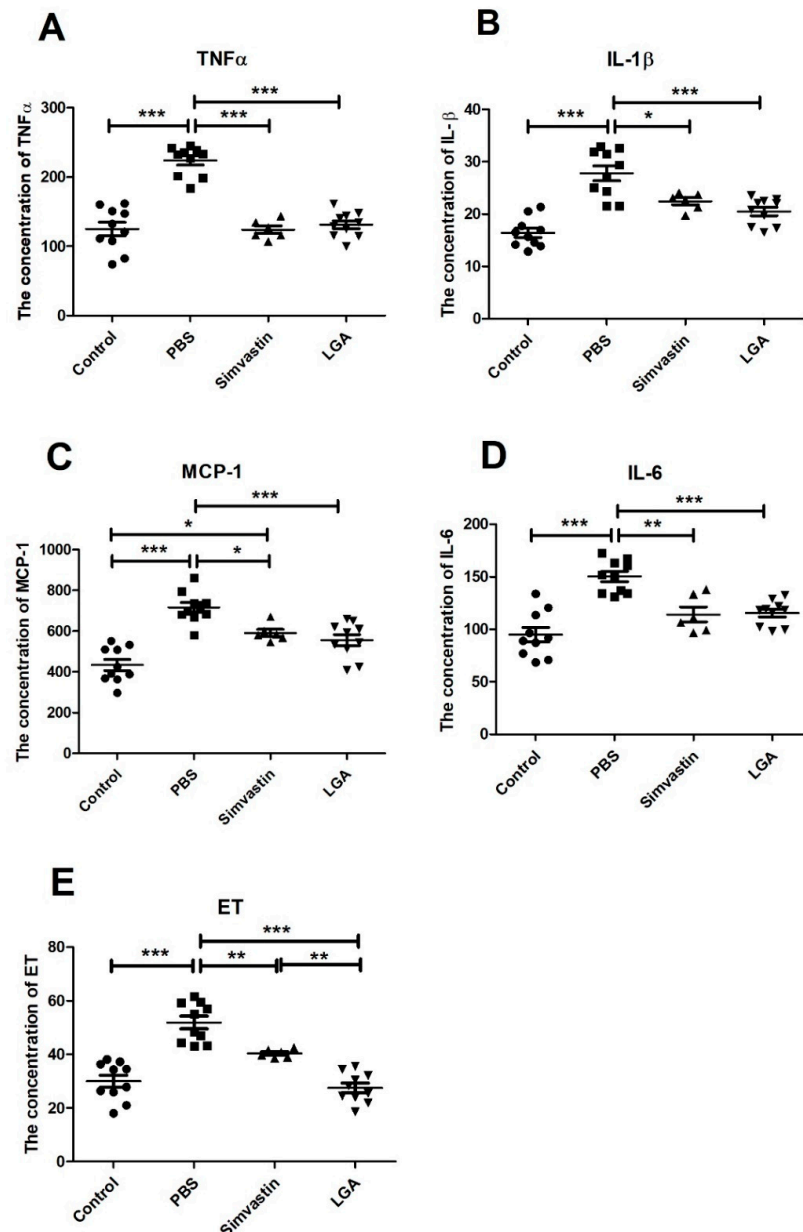 A
TNFα
The concentration of TNFα
300
200
100
0
***
***
***
Control
PBS
Simvastin
LGA
B
IL-1β
The concentration of IL-β
40
30
20
10
0
***
***
*
Control
PBS
Simvastin
LGA
C
MCP-1
The concentration of MCP-1
1000
800
600
400
200
0
***
*
***
*
Control
PBS
Simvastin
LGA
D
IL-6
The concentration of IL-6
200
150
100
50
0
***
***
**
Control
PBS
Simvastin
LGA
E
ET
The concentration of ET
80
60
40
20
0
***
***
**
**
Control
PBS
Simvastin
LGA